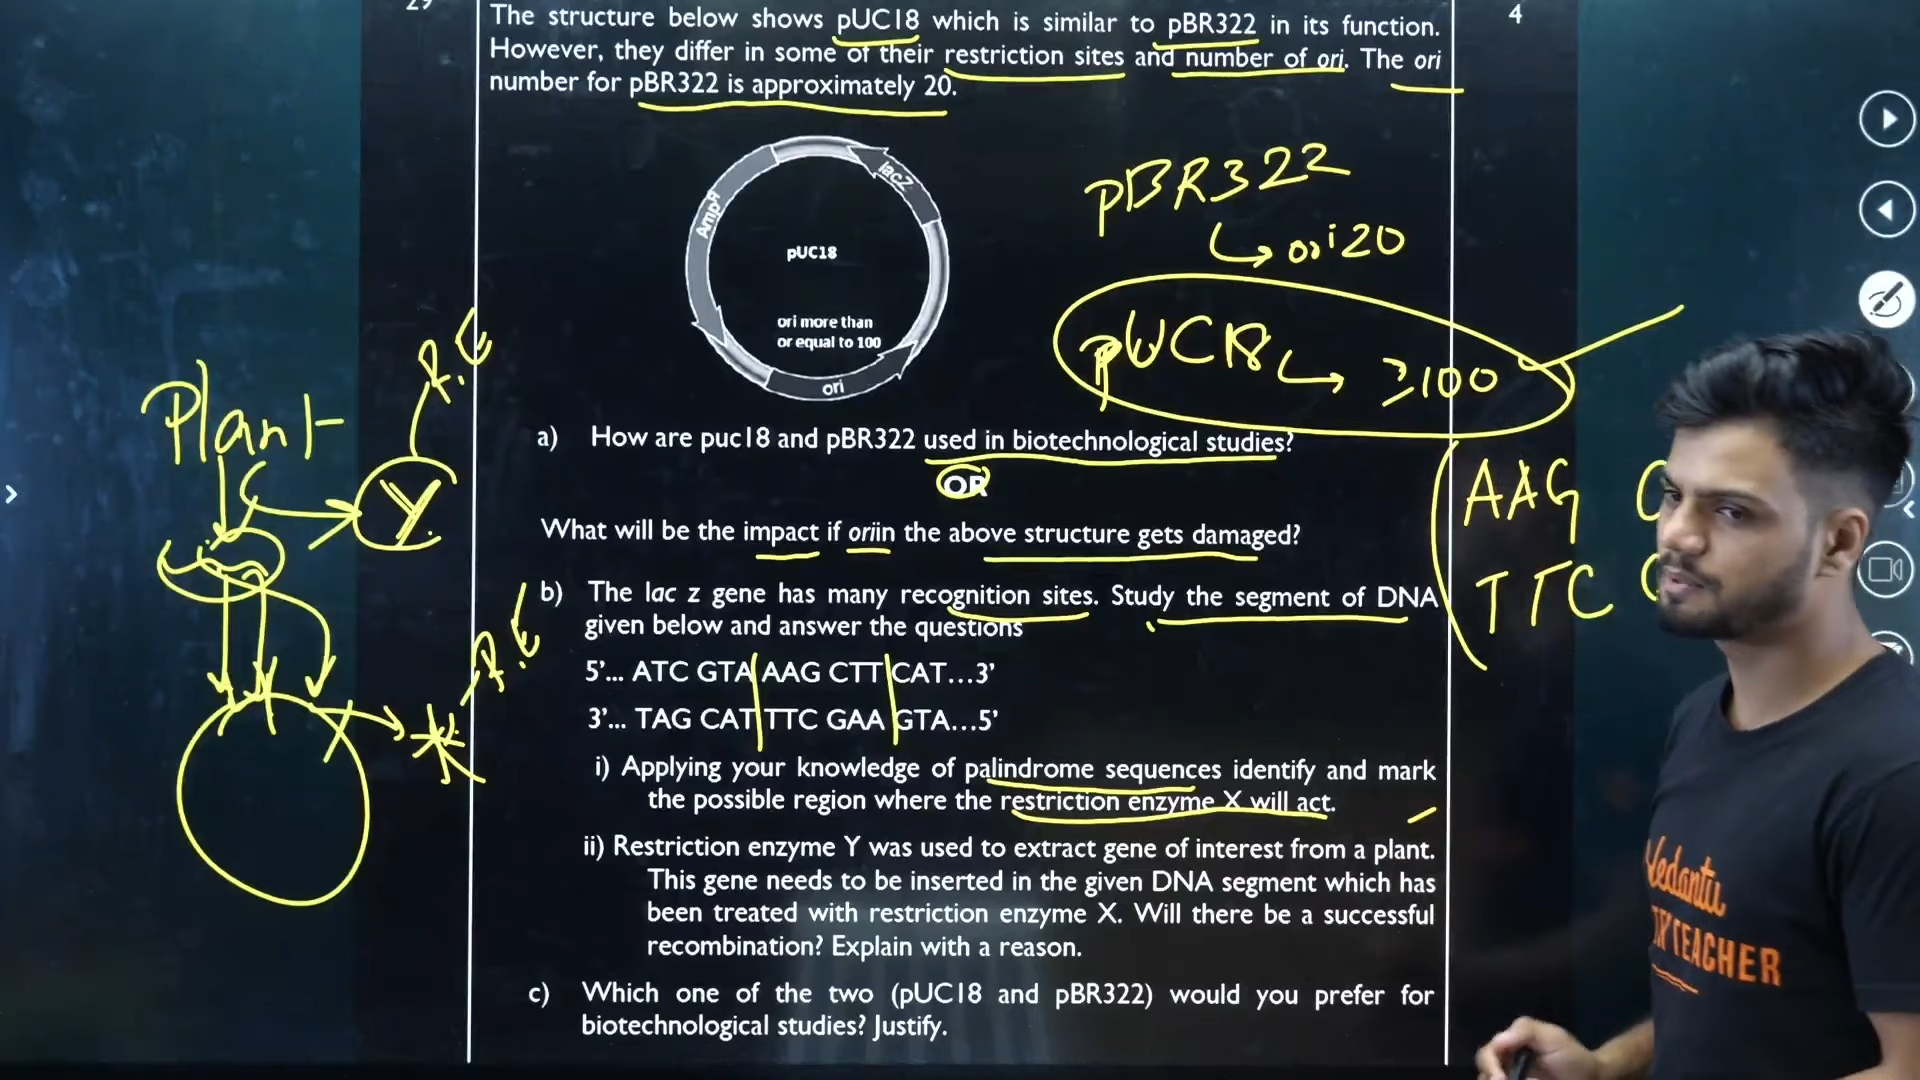 29
The structure below shows pUC18 which is similar to pBR322 in its function.
4
However, they differ in some of their restriction sites and number of ori. The ori
number for pBR322 is approximately 20.
lacZ
AmpR
pUC18
ori more than
or equal to 100
ori
pBR322
↳ ori 20
pUC18 ↳ ≥100
Plant
R.E
Y
a) How are puc18 and pBR322 used in biotechnological studies?
OR
AAG C
What will be the impact if oriin the above structure gets damaged?
TTC
b) The lac z gene has many recognition sites. Study the segment of DNA
given below and answer the questions
R.E
5'... ATC GTA AAG CTT CAT...3'
3'... TAG CAT TTC GAA GTA...5'
i) Applying your knowledge of palindrome sequences identify and mark
the possible region where the restriction enzyme X will act.
ii) Restriction enzyme Y was used to extract gene of interest from a plant.
This gene needs to be inserted in the given DNA segment which has
been treated with restriction enzyme X. Will there be a successful
recombination? Explain with a reason.
c) Which one of the two (pUC18 and pBR322) would you prefer for
biotechnological studies? Justify.
Vedantu
TEACHER